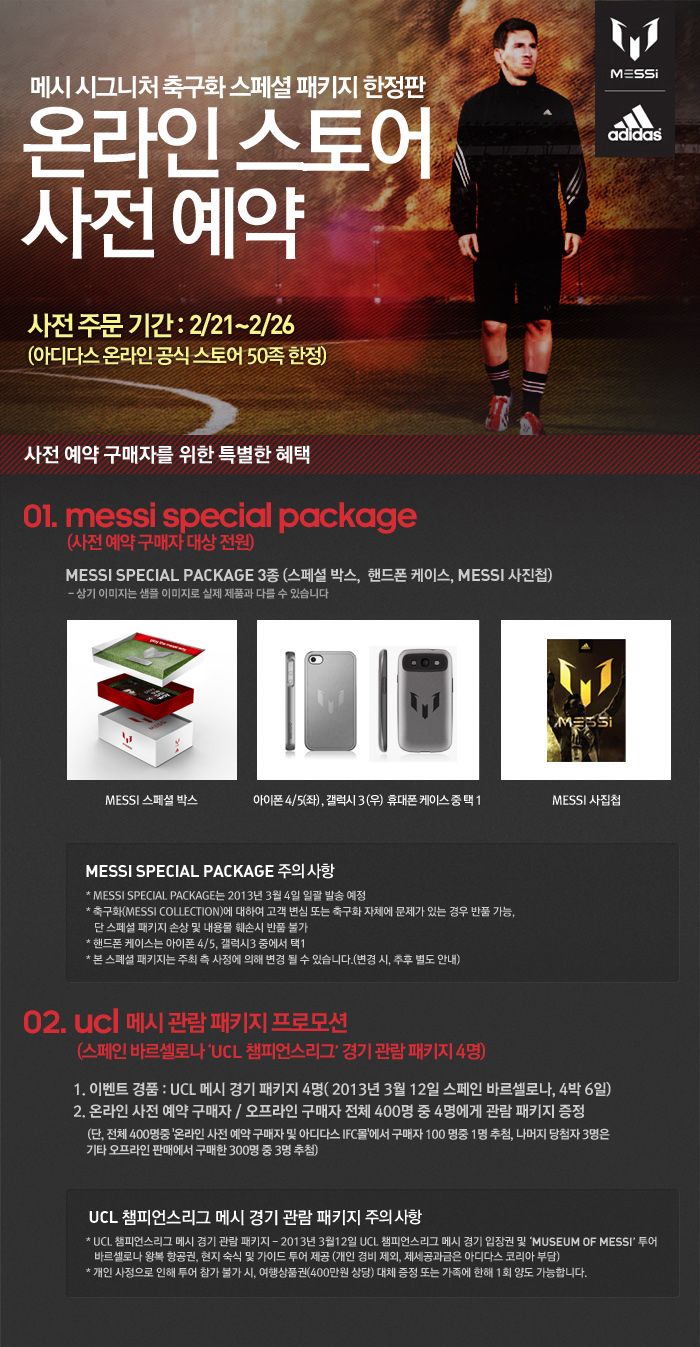 메시 시그니처 축구화 스페셜 패키지 한정판
온라인 스토어
사전 예약
MESSI
adidas
사전 주문 기간 : 2/21~2/26
(아디다스 온라인 공식 스토어 50족 한정)
사전 예약 구매자를 위한 특별한 혜택
01. messi special package
(사전 예약 구매자 대상 전원)
MESSI SPECIAL PACKAGE 3종 (스페셜 박스, 핸드폰 케이스, MESSI 사진첩)
- 상기 이미지는 샘플 이미지로 실제 제품과 다를 수 있습니다
MESSI
MESSI
MESSI 스페셜 박스
아이폰 4/5(좌) , 갤럭시 3 (우) 휴대폰 케이스 중 택 1
MESSI 사집첩
MESSI SPECIAL PACKAGE 주의 사항
* MESSI SPECIAL PACKAGE는 2013년 3월 4일 일괄 발송 예정
* 축구화(MESSI COLLECTION)에 대하여 고객 변심 또는 축구화 자체에 문제가 있는 경우 반품 가능,
단 스페셜 패키지 손상 및 내용물 훼손시 반품 불가
* 핸드폰 케이스는 아이폰 4/5, 갤럭시3 중에서 택1
* 본 스페셜 패키지는 주최 측 사정에 의해 변경 될 수 있습니다.(변경 시, 추후 별도 안내)
02. ucl 메시 관람 패키지 프로모션
(스페인 바르셀로나 'UCL 챔피언스리그' 경기 관람 패키지 4명)
1. 이벤트 경품 : UCL 메시 경기 패키지 4명( 2013년 3월 12일 스페인 바르셀로나, 4박 6일)
2. 온라인 사전 예약 구매자 / 오프라인 구매자 전체 400명 중 4명에게 관람 패키지 증정
(단, 전체 400명중 '온라인 사전 예약 구매자 및 아디다스 IFC몰'에서 구매자 100 명중 1명 추첨, 나머지 당첨자 3명은
기타 오프라인 판매에서 구매한 300명 중 3명 추첨)
UCL 챔피언스리그 메시 경기 관람 패키지 주의 사항
* UCL 챔피언스리그 메시 경기 관람 패키지 - 2013년 3월12일 UCL 챔피언스리그 메시 경기 입장권 및 'MUSEUM OF MESSI' 투어
바르셀로나 왕복 항공권, 현지 숙식 및 가이드 투어 제공 (개인 경비 제외, 제세공과금은 아디다스 코리아 부담)
* 개인 사정으로 인해 투어 참가 불가 시, 여행상품권(400만원 상당) 대체 증정 또는 가족에 한해 1회 양도 가능합니다.